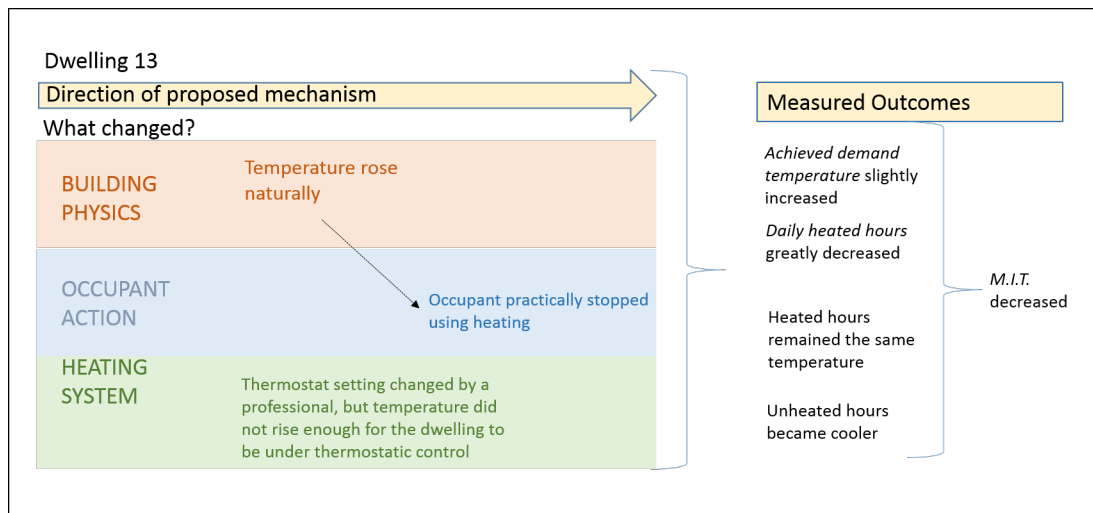 Dwelling 13
Direction of proposed mechanism
What changed?
BUILDING
PHYSICS
Temperature rose
naturally
OCCUPANT
ACTION
Occupant practically stopped
using heating
HEATING
SYSTEM
Thermostat setting changed by a
professional, but temperature did
not rise enough for the dwelling to
be under thermostatic control
Measured Outcomes
Achieved demand
temperature slightly
increased
Daily heated hours
greatly decreased
Heated hours
remained the same
temperature
Unheated hours
became cooler
M.I.T.
decreased